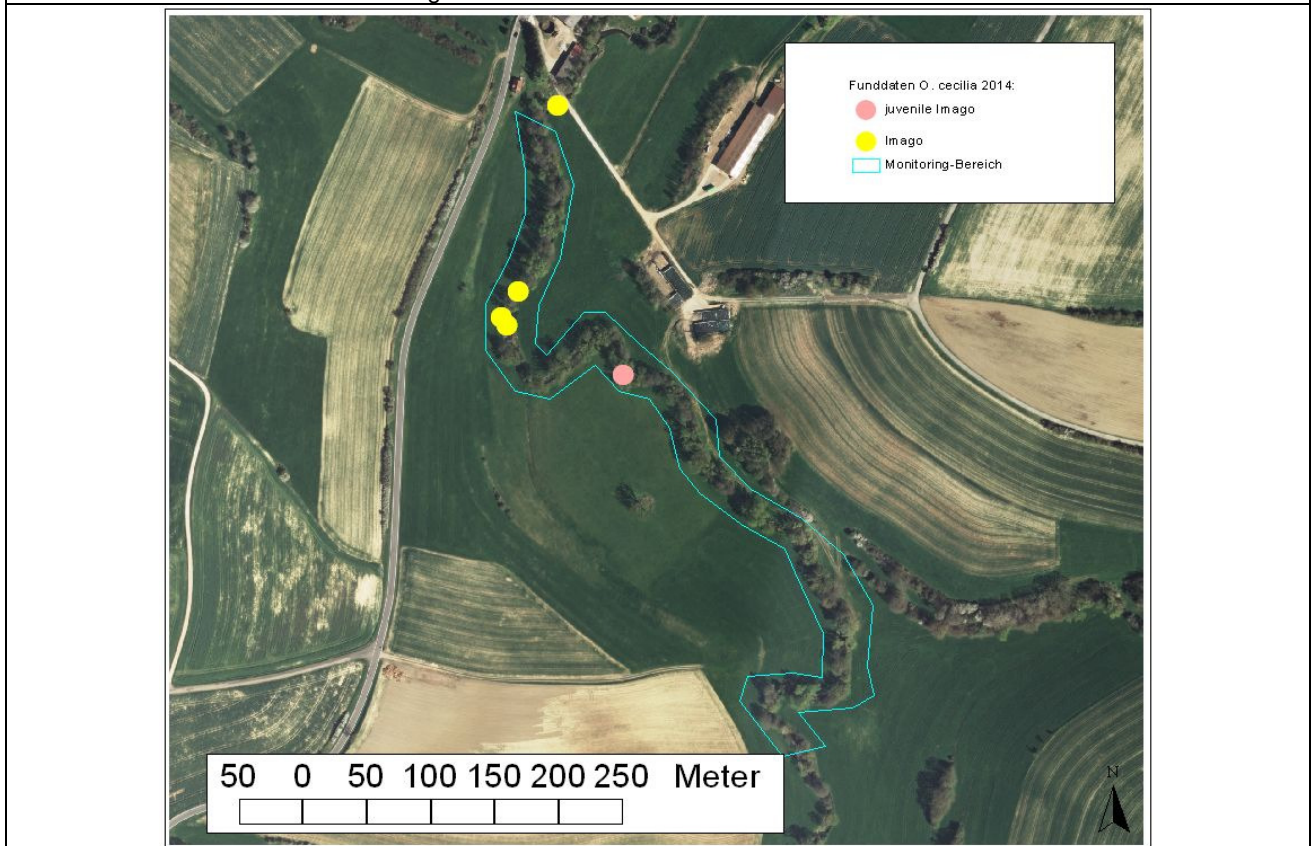 Funddaten O. cecilia 2014:
juvenile Imago
Imago
Monitoring-Bereich
50 0 50 100 150 200 250 Meter
N